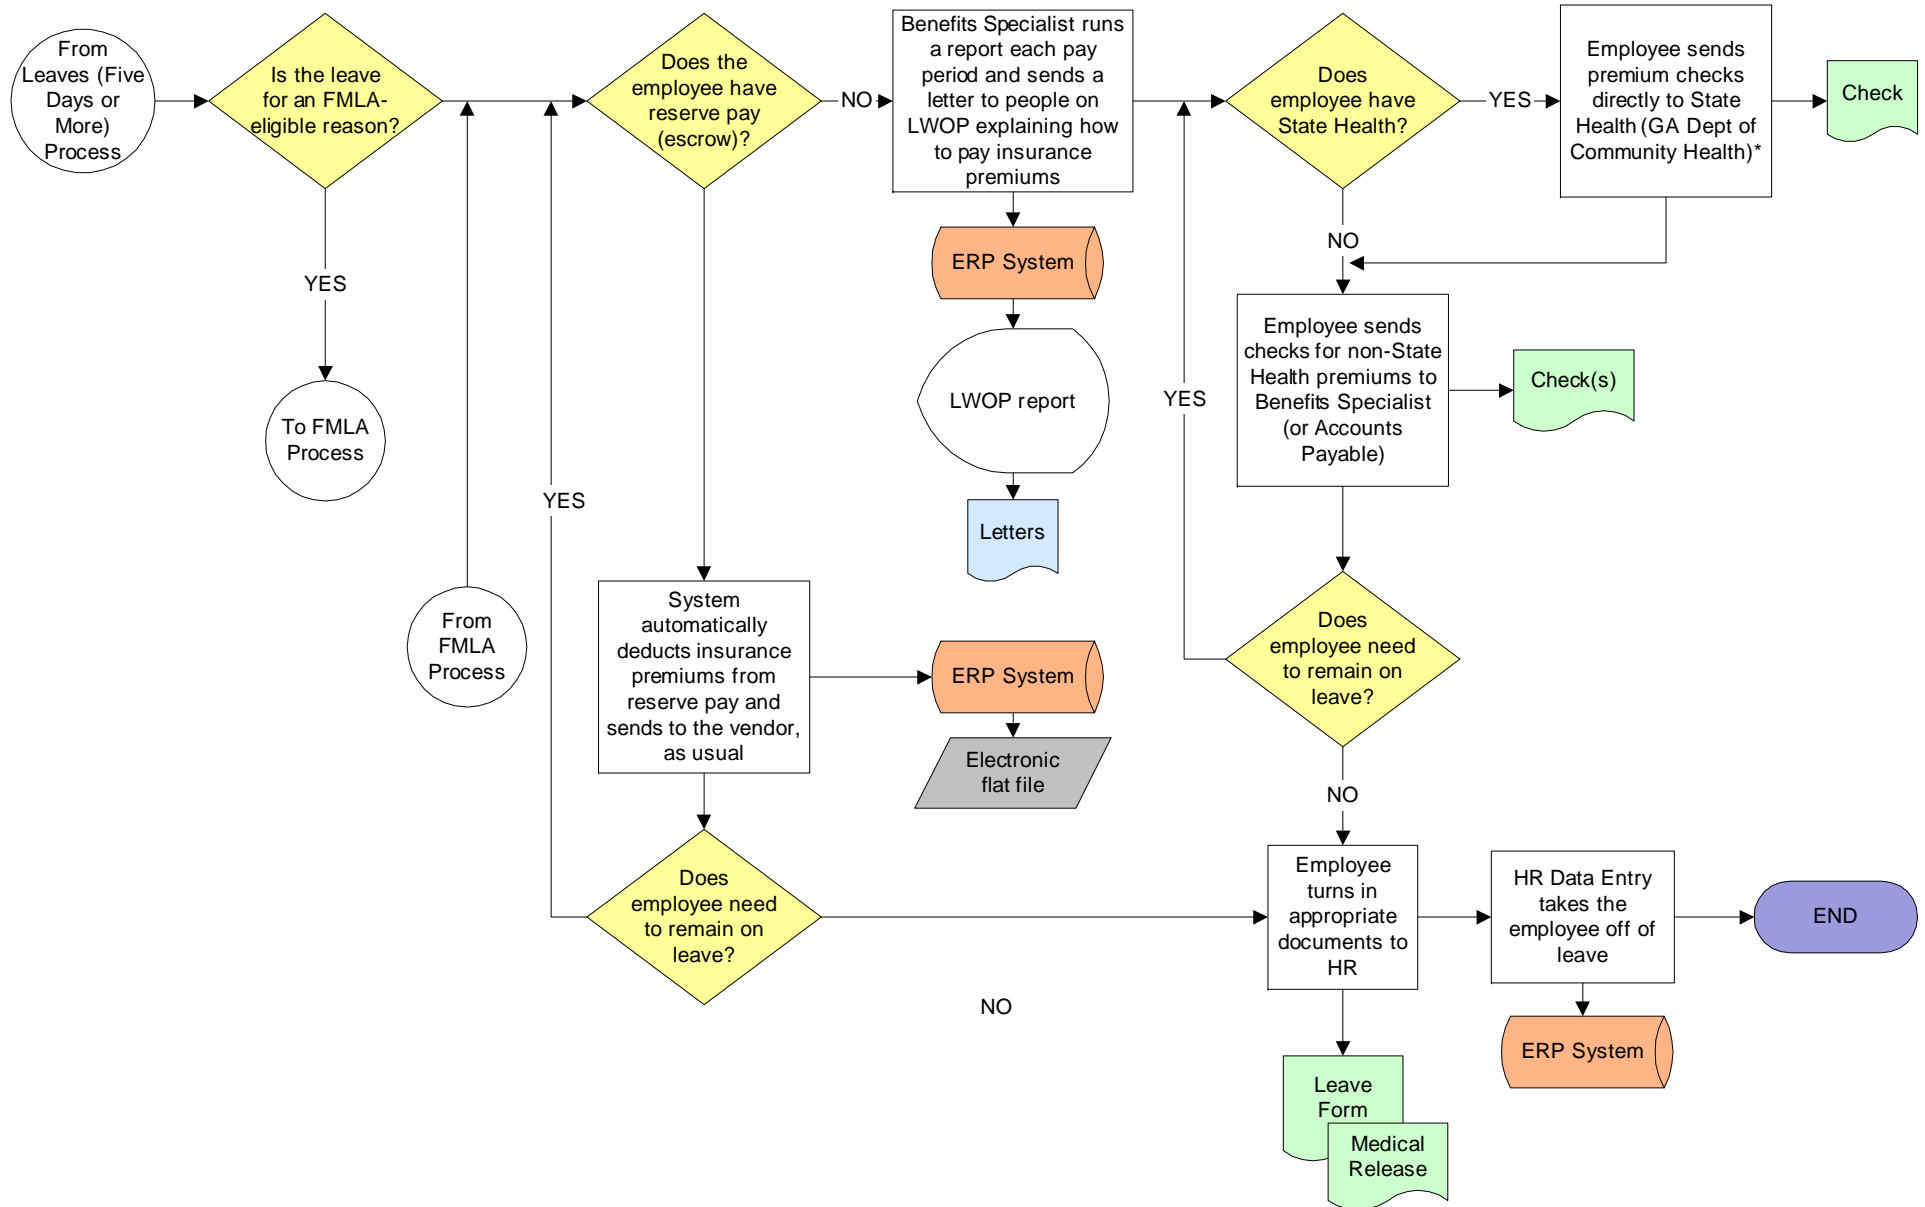 From
Leaves (Five
Days or
More)
Process
Is the leave
for an FMLA-
eligible reason?
YES
To FMLA
Process
From
FMLA
Process
YES
Does the
employee have
reserve pay
(escrow)?
NO
Benefits Specialist runs
a report each pay
period and sends a
letter to people on
LWOP explaining how
to pay insurance
premiums
ERP System
LWOP report
Letters
System
automatically
deducts insurance
premiums from
reserve pay and
sends to the vendor,
as usual
ERP System
Electronic
flat file
Does
employee need
to remain on
leave?
NO
Does
employee have
State Health?
YES
Employee sends
premium checks
directly to State
Health (GA Dept of
Community Health)*
Check
NO
YES
Employee sends
checks for non-State
Health premiums to
Benefits Specialist
(or Accounts
Payable)
Check(s)
Does
employee need
to remain on
leave?
NO
Employee
turns in
appropriate
documents to
HR
HR Data Entry
takes the
employee off of
leave
END
ERP System
Leave
Form
Medical
Release